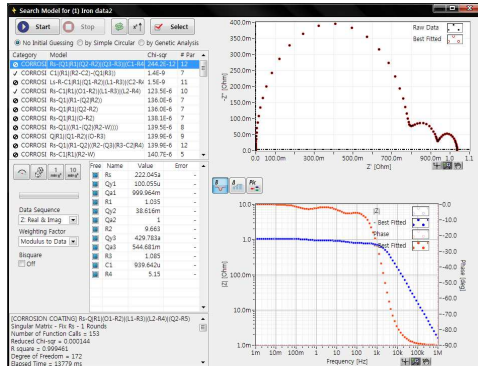 Search Model for (1) Iron data2
Start Stop Select
No Initial Guessing by Simple Circular by Genetic Analysis
Category Model Chi-sqr # Par
CORROSI Rs-(Q1|R1)(Q2-R2)(Q1-R3)(C1-R4 244.2E-12 12
CORROSI C1|(R1|(R2-C2)-(Q1|R3)) 1.4E-9 7
CORROSI Ls-R-C1|R1(Q1-R2)(L1-R3)(C2-R4 1.5E-9 11
CORROSI Rs-C1|R1|(O1-R2)(L1-R3)(L2-R4) 123.5E-6 10
CORROSI Rs-Q1|(R1-(Q2|R2)) 136.0E-6 7
CORROSI Rs-Q1|(R1-(Q2-R2) 136.0E-6 7
CORROSI Rs-Q1|R1(O-R2) 138.1E-6 7
CORROSI Rs-Q1|(R1-(Q2|(R2-W)))) 139.5E-6 8
CORROSI Q|R1|(Q1-R2)(O-R3) 139.9E-6 9
CORROSI Rs-Q1|(R1-Q2)|(R2-(Q3)(R3-C2|R4) 139.9E-6 12
CORROSI Rs-C1|R1|(R2-W) 140.7E-6 5
Free Name Value Error
Rs 222.045a -
Qy1 100.055u -
Qa1 999.964m -
R1 1.035 -
Qy2 38.616m -
Qa2 1 -
R2 9.663 -
Qy3 429.783a -
Qa3 544.681m -
R3 1.085 -
C1 939.642u -
R4 5.15 -
Data Sequence
Z: Real & Imag
Weighting Factor
Modulus to Data
Bisquare
Off
[CORROSION COATING] Rs-Q|R1|(O1-R2)(L1-R3)(L2-R4)(Q2-R5)
Singular Matrix - Fix Rs - 1 Rounds
Number of Function Calls = 153
Reduced Chi-sqr = 0.000144
R square = 0.999461
Degree of Freedom = 172
Elapsed Time = 13779 ms
400.0m
350.0m
300.0m
250.0m
200.0m
150.0m
100.0m
50.0m
0.0
-Z'' [Ohm]
0.0 100.0m 300.0m 500.0m 700.0m 900.0m 1.0 1.1
Z' [Ohm]
Raw Data
Best Fitted
|Z|
Best Fitted
Phase
Best Fitted
10.0
1.0
100.0m
10.0m
1.0m
|Z| [Ohm]
-0.0
-10.0
-20.0
-30.0
-40.0
-50.0
-60.0
-70.0
-80.0
-90.0
Phase [deg]
1m 10m 100m 1 10 100 1k 10k 100k 1M
Frequency [Hz]